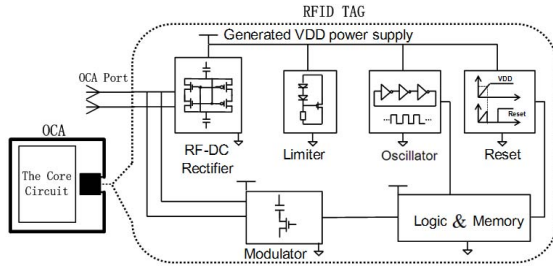 RFID TAG
Generated VDD power supply
OCA Port
VDD
Reset
OCA
RF-DC
Rectifier
Limiter
Oscillator
Reset
The Core
Circuit
Logic & Memory
Modulator